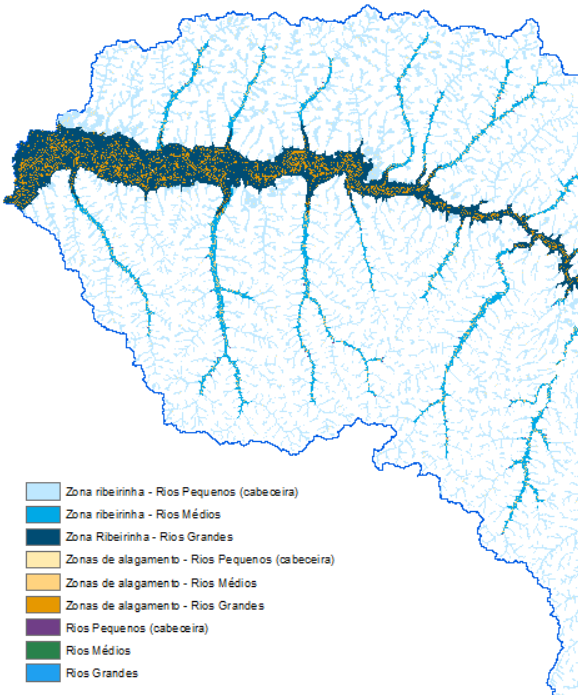 Zona ribeirinha - Rios Pequenos (cabeceira)
Zona ribeirinha - Rios Médios
Zona Ribeirinha - Rios Grandes
Zonas de alagamento - Rios Pequenos (cabeceira)
Zonas de alagamento - Rios Médios
Zonas de alagamento - Rios Grandes
Rios Pequenos (cabeceira)
Rios Médios
Rios Grandes